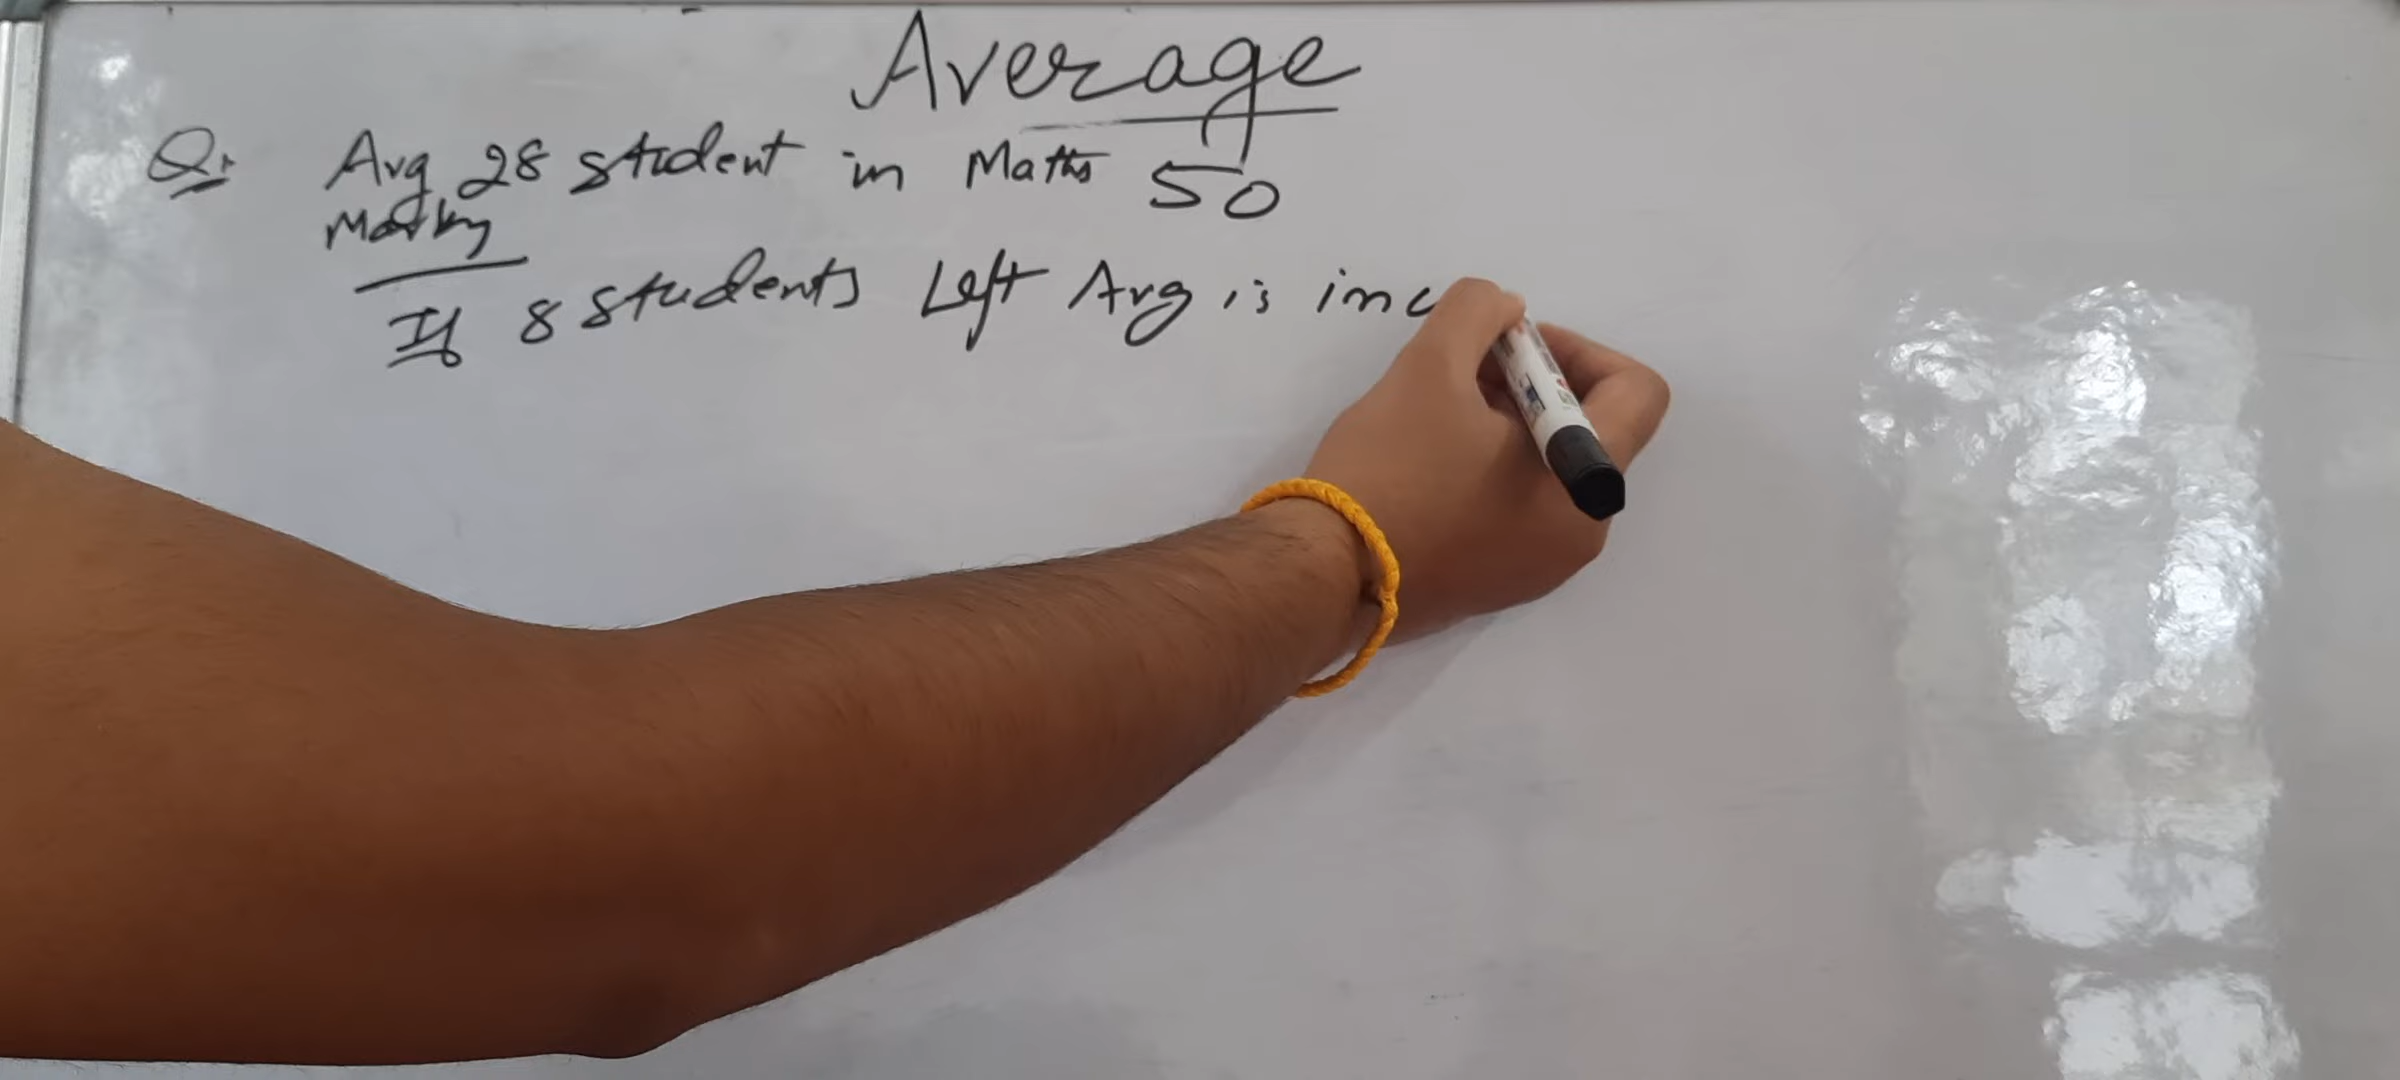 Average
Q. Avg 28 student in Maths 50
Marks
If 8 students Left Avg is inc